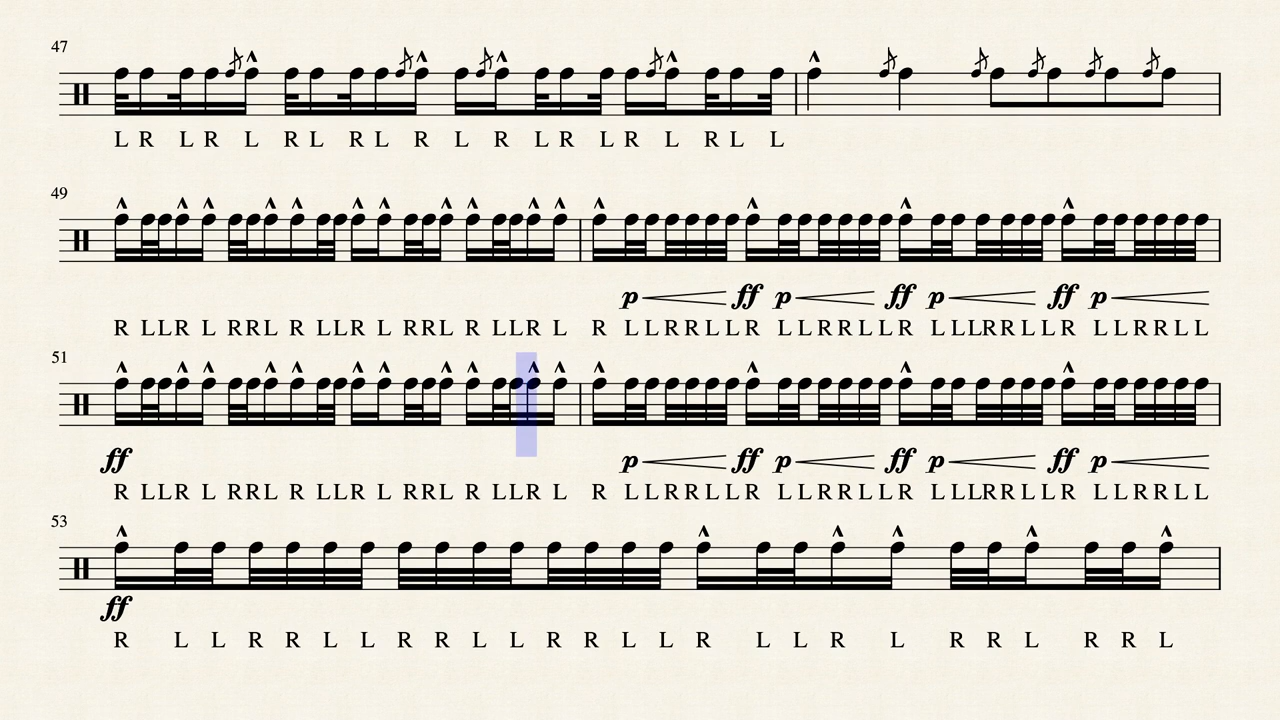 47
L R L R L R L R L R L R L R L R L R L L
49
ff ff ff
p p p p
R L L R L R R L R L L R L R R L R L L R L R L L R R L L R L L R R L L R L L L R R L L R L L R R L L
51
ff p ff p ff p ff p
R L L R L R R L R L L R L R R L R L L R L R L L R R L L R L L R R L L R L L L R R L L R L L R R L L
53
ff
R L L R R L L R R L L R R L L R L L R L R R L R R L